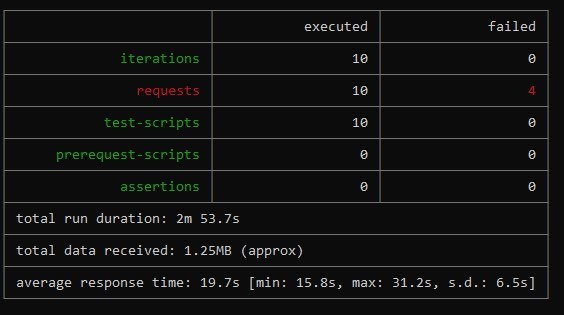 executed failed
iterations 10 0
requests 10 4
test-scripts 10 0
prerequest-scripts 0 0
assertions 0 0
total run duration: 2m 53.7s
total data received: 1.25MB (approx)
average response time: 19.7s [min: 15.8s, max: 31.2s, s.d.: 6.5s]